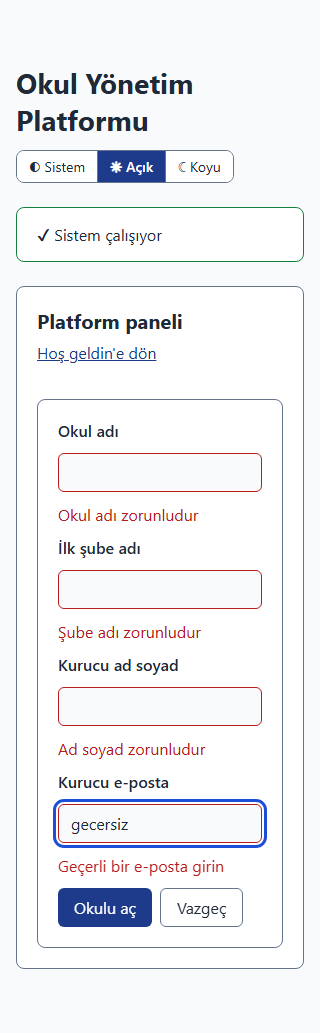 Okul Yönetim
Platformu
Sistem
Açık
Koyu
✓ Sistem çalışıyor
Platform paneli
Hoş geldin'e dön
Okul adı
Okul adı zorunludur
İlk şube adı
Şube adı zorunludur
Kurucu ad soyad
Ad soyad zorunludur
Kurucu e-posta
gecersiz
Geçerli bir e-posta girin
Okulu aç
Vazgeç